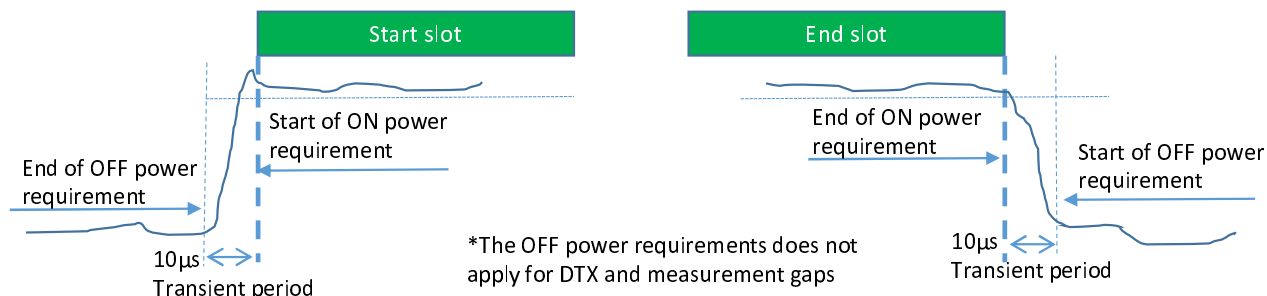 Start slot
End slot
Start of ON power
requirement
End of OFF power
requirement
10µs
Transient period
End of ON power
requirement
Start of OFF power
requirement
10µs
Transient period
*The OFF power requirements does not
apply for DTX and measurement gaps